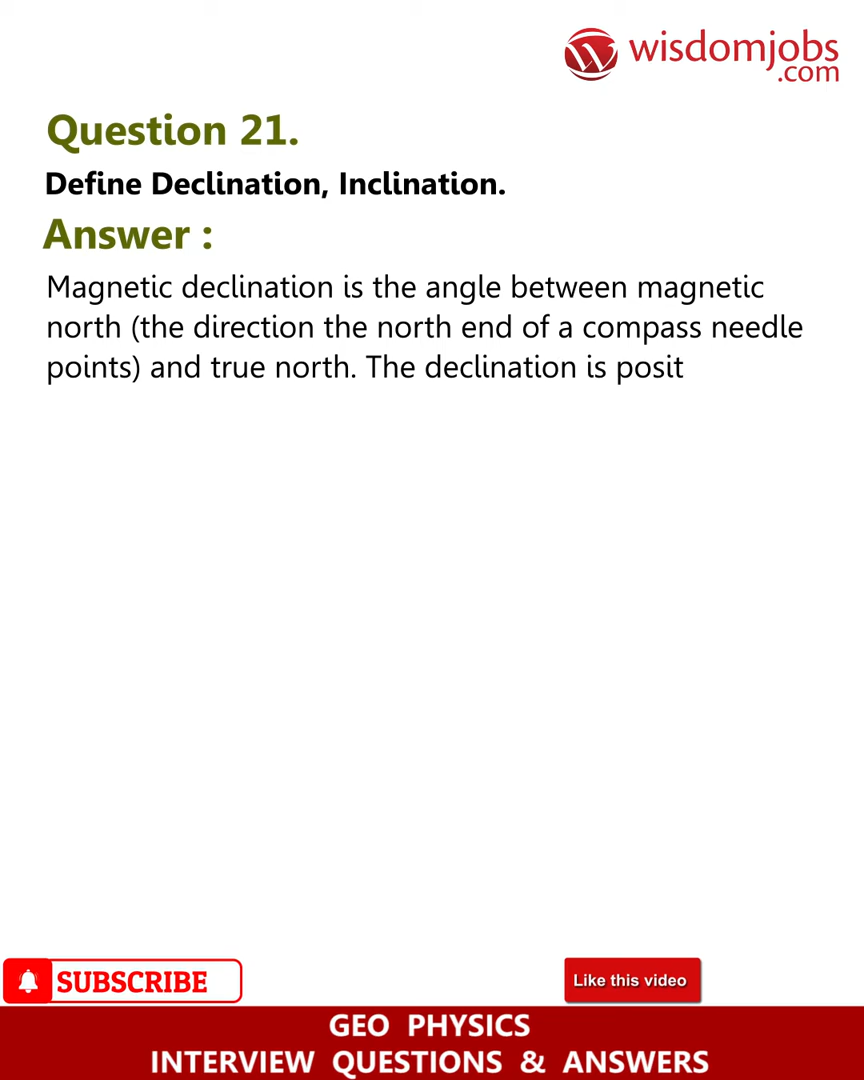 wisdomjobs
.com
Question 21.
Define Declination, Inclination.
Answer :
Magnetic declination is the angle between magnetic
north (the direction the north end of a compass needle
points) and true north. The declination is posit
SUBSCRIBE
Like this video
GEO PHYSICS
INTERVIEW QUESTIONS & ANSWERS